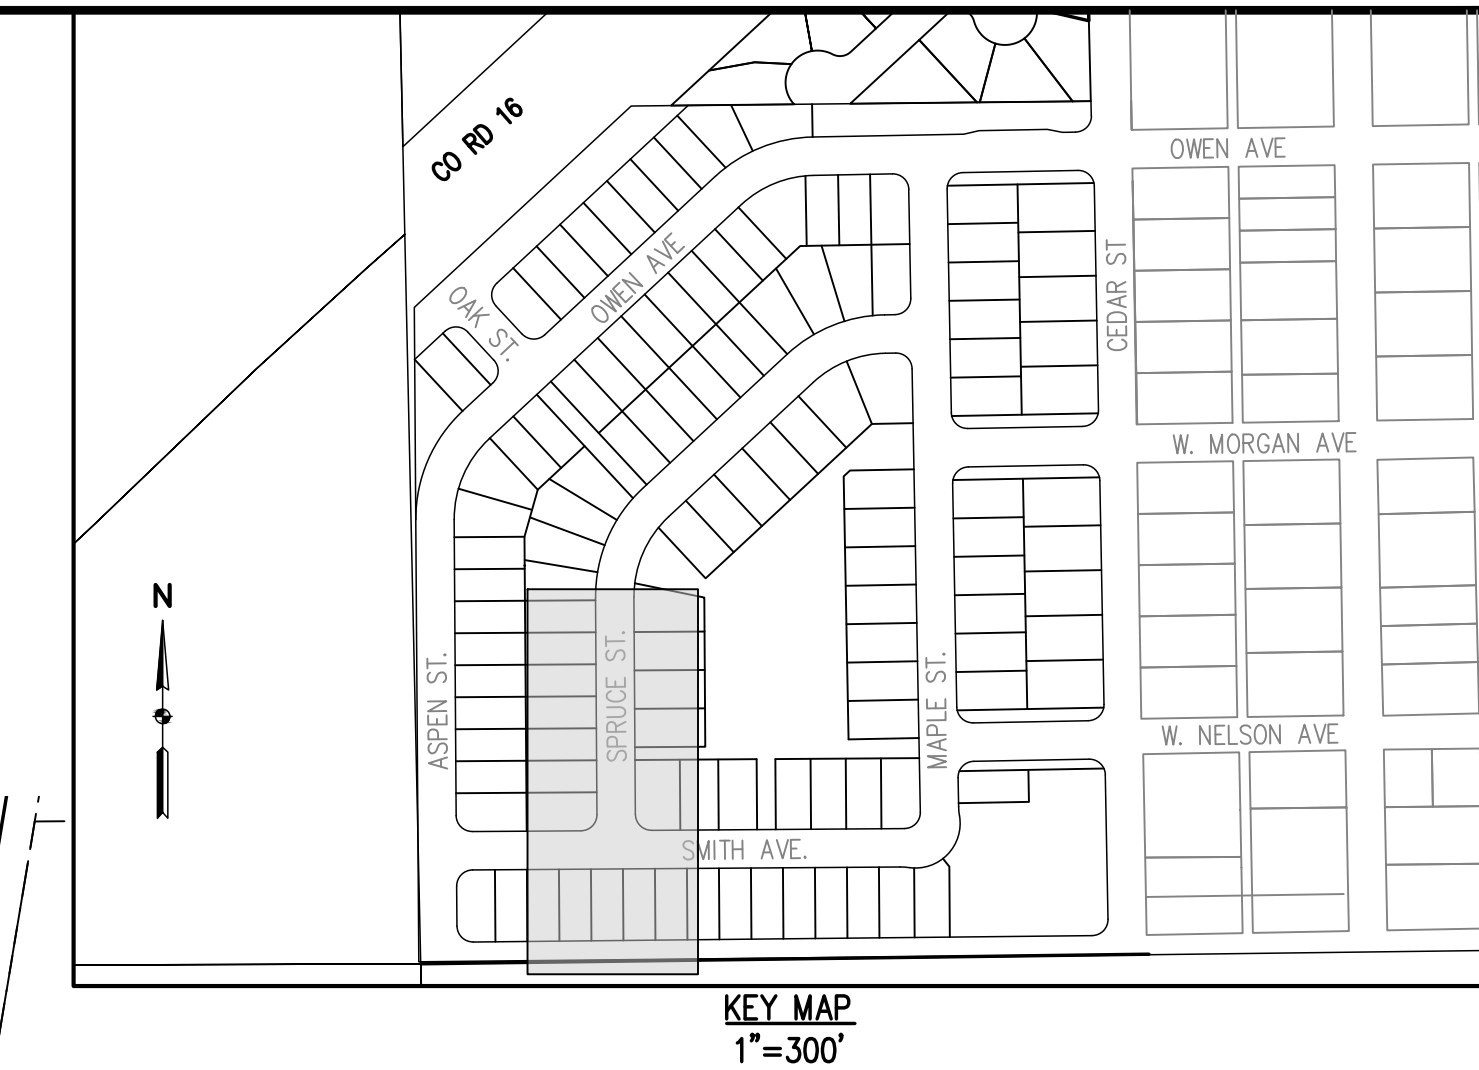 CO RD 16
OWEN AVE
OWEN AVE
OAK ST.
CEDAR ST
W. MORGAN AVE
N
ASPEN ST.
SPRUCE ST.
MAPLE ST.
W. NELSON AVE
SMITH AVE.
KEY MAP
1"=300'